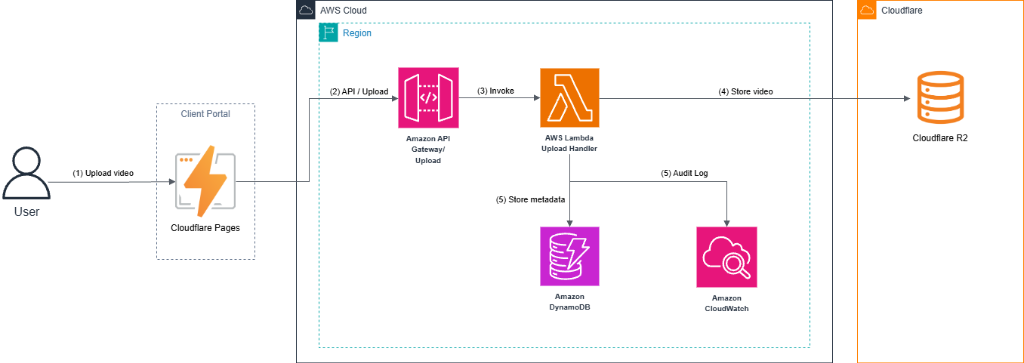 AWS Cloud
Region
Cloudflare
Client Portal
(1) Upload video
User
Cloudflare Pages
(2) API / Upload
Amazon API
Gateway/
Upload
(3) Invoke
AWS Lambda
Upload Handler
(4) Store video
Cloudflare R2
(5) Audit Log
(5) Store metadata
Amazon
DynamoDB
Amazon
CloudWatch